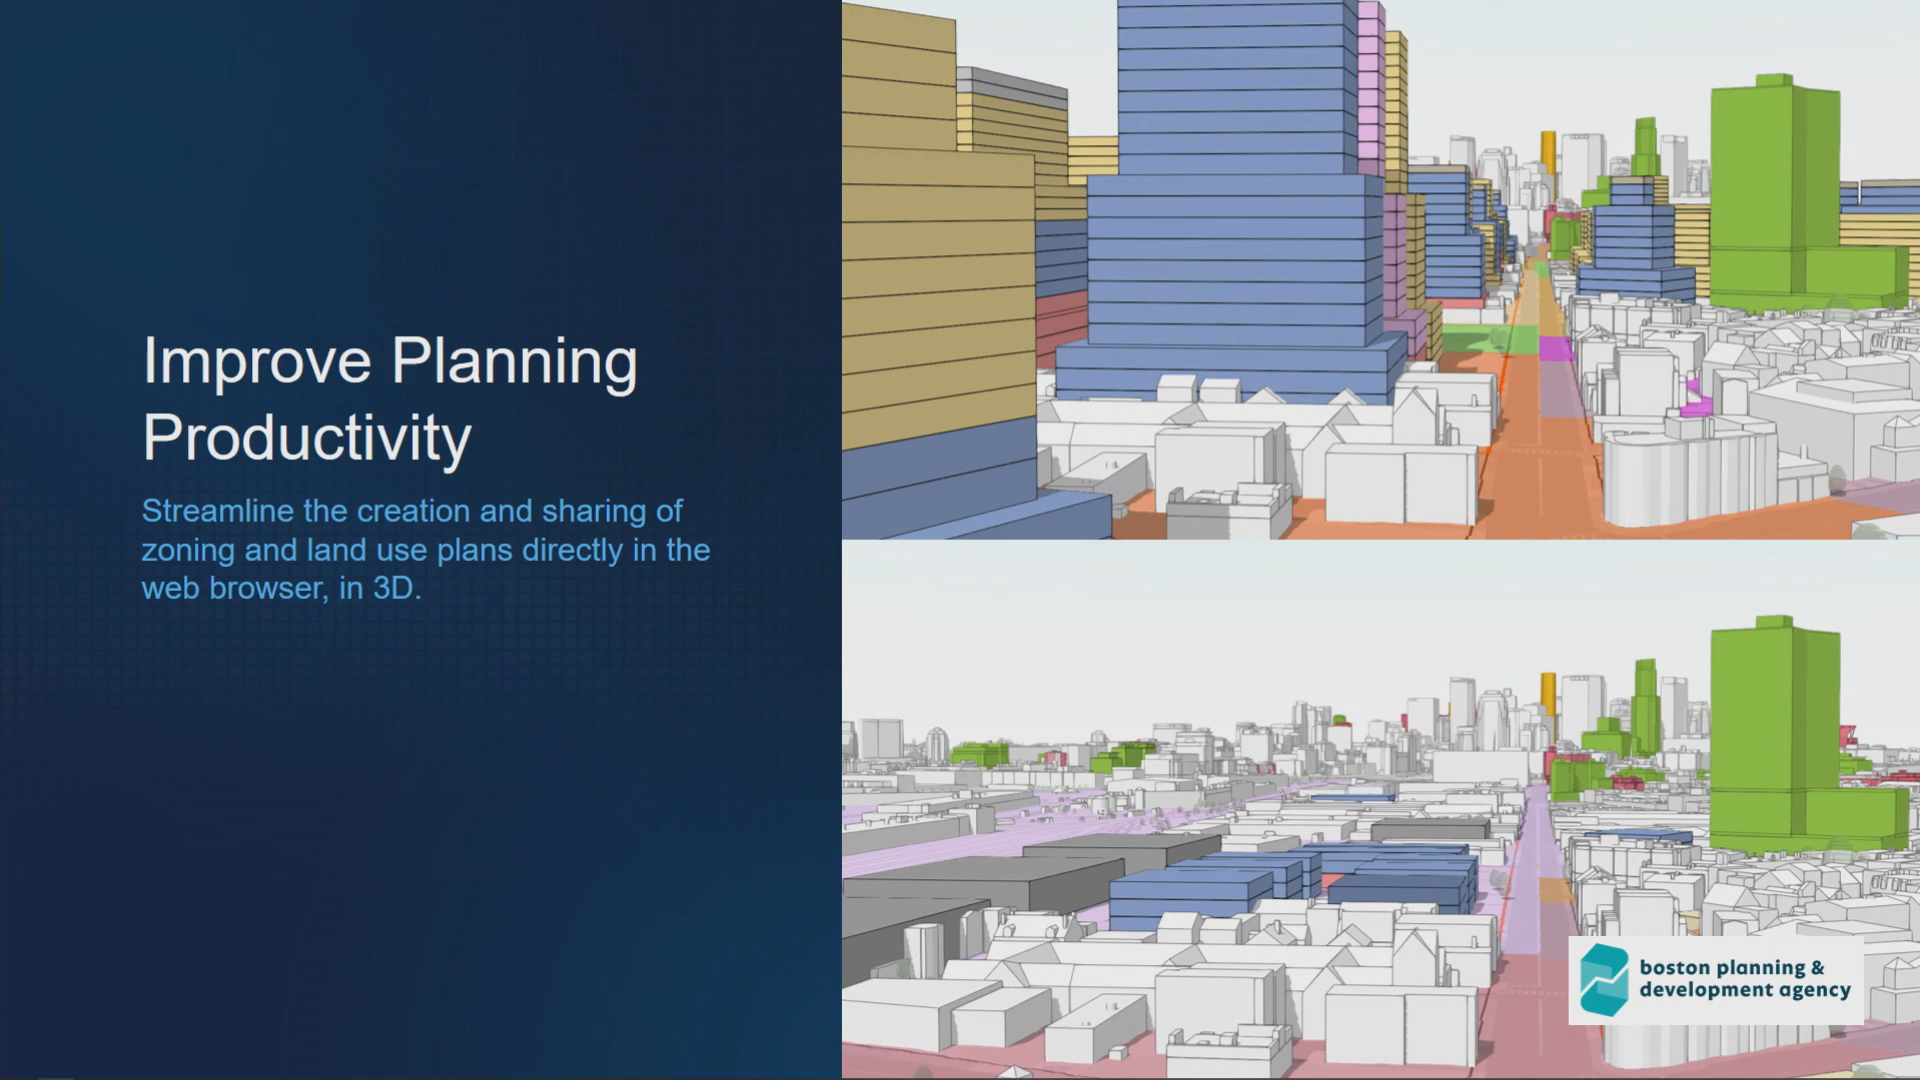 Improve Planning
Productivity
Streamline the creation and sharing of
zoning and land use plans directly in the
web browser, in 3D.
boston planning &
development agency